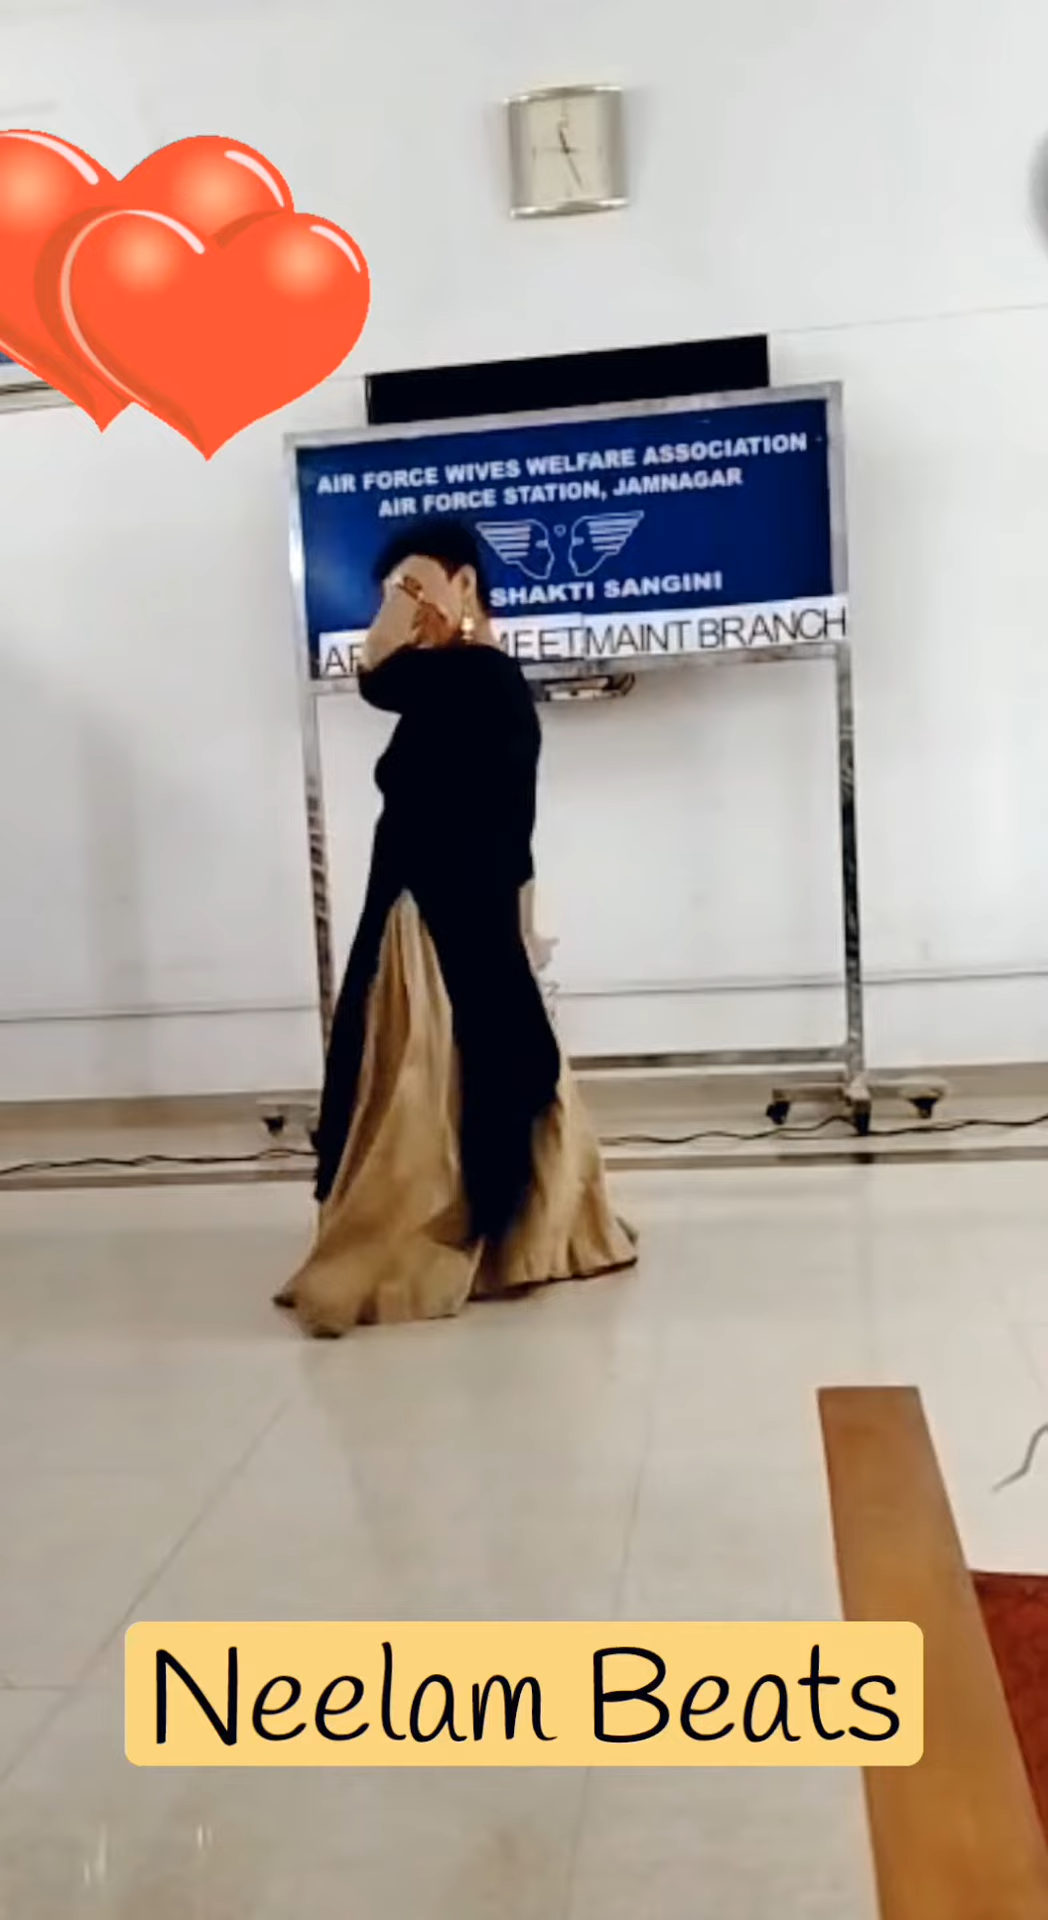 AIR FORCE WIVES WELFARE ASSOCIATION
AIR FORCE STATION, JAMNAGAR
SHAKTI SANGINI
MAINT BRANCH
Neelam Beats